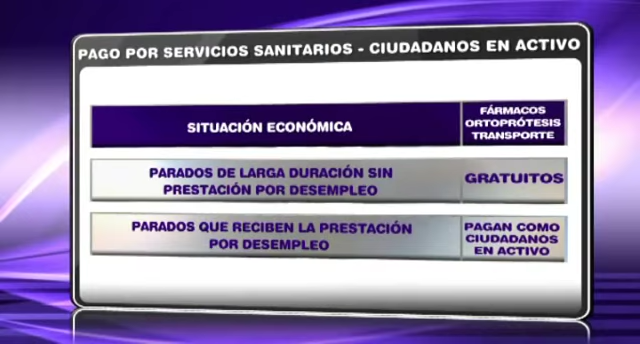 PAGO POR SERVICIOS SANITARIOS - CIUDADANOS EN ACTIVO
SITUACIÓN ECONÓMICA
FÁRMACOS
ORTOPRÓTESIS
TRANSPORTE
PARADOS DE LARGA DURACIÓN SIN
PRESTACIÓN POR DESEMPLEO
GRATUITOS
PARADOS QUE RECIBEN LA PRESTACIÓN
POR DESEMPLEO
PAGAN COMO
CIUDADANOS
EN ACTIVO